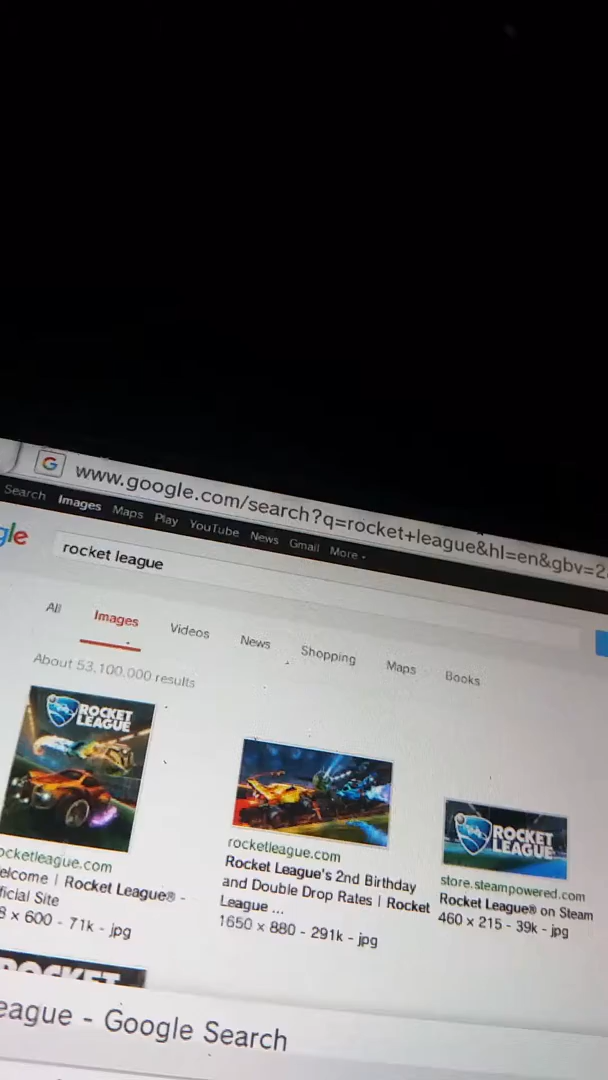 www.google.com/search?q=rocket+league&hl=en&gbv=2
Search Images Maps Play YouTube News Gmail More
gle
rocket league
All Images Videos News Shopping Maps Books
About 53,100,000 results
ROCKET
LEAGUE
ocketleague.com
elcome | Rocket League® -
ficial Site
8 x 600 - 71k - jpg
rocketleague.com
Rocket League's 2nd Birthday
and Double Drop Rates | Rocket
League ...
1650 x 880 - 291k - jpg
ROCKET
LEAGUE
store.steampowered.com
Rocket League® on Steam
460 x 215 - 39k - jpg
ROCKET
eague - Google Search